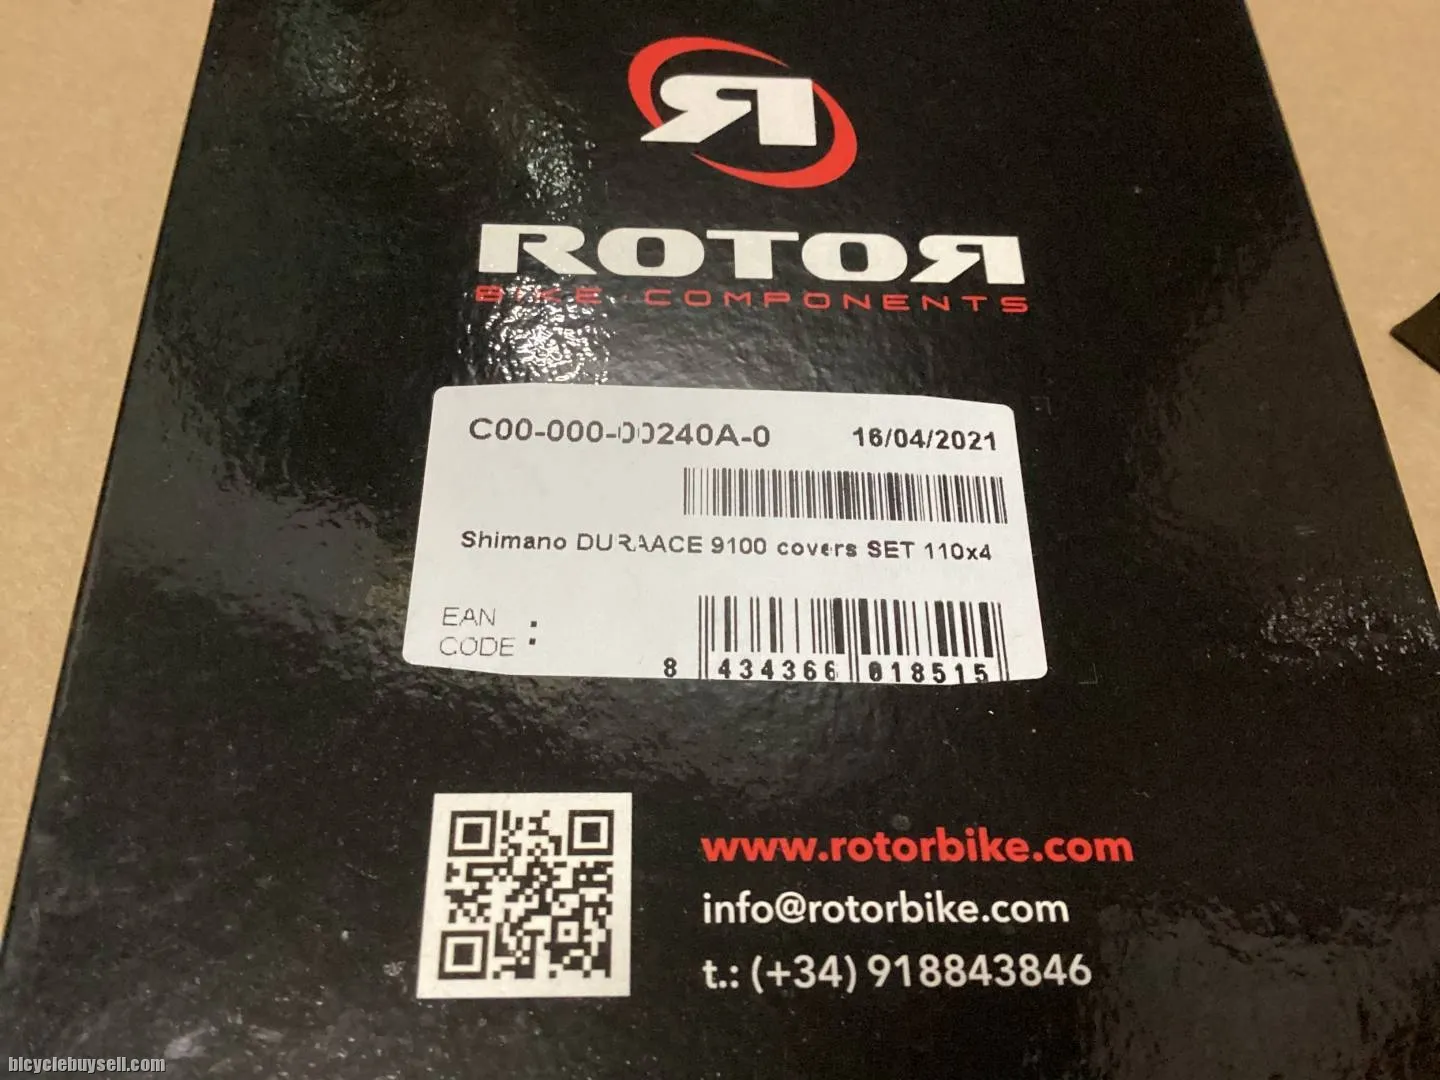 ROTOR
BIKE COMPONENTS
C00-000-00240A-0 16/04/2021
Shimano DURAACE 9100 covers SET 110x4
EAN
CODE :
8 434366 018515
www.rotorbike.com
info@rotorbike.com
t.: (+34) 918843846
bicyclebuysell.com